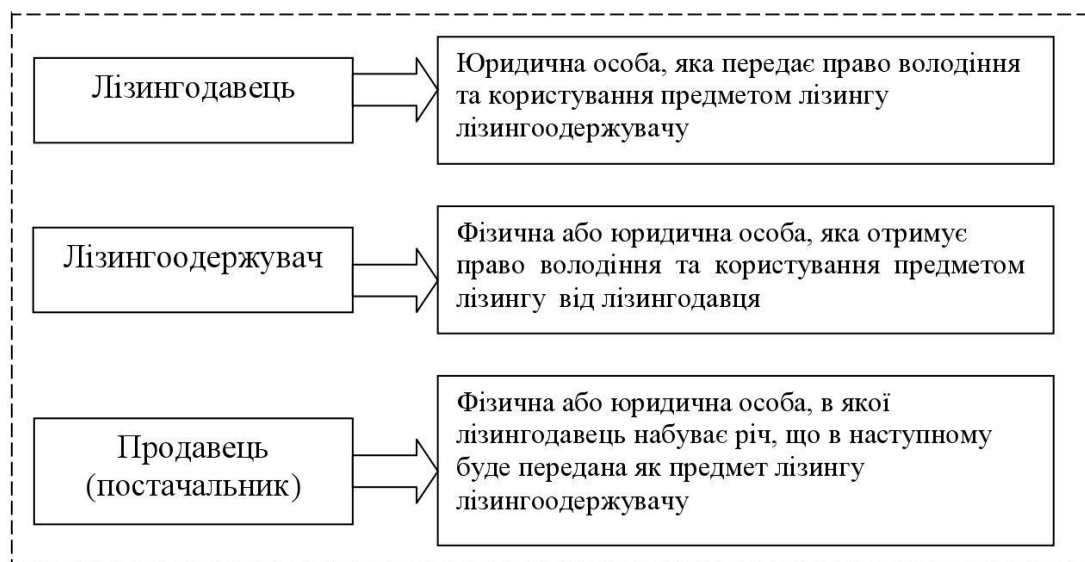 Лізингодавець
Юридична особа, яка передає право володіння
та користування предметом лізингу
лізингоодержувачу
Лізингоодержувач
Фізична або юридична особа, яка отримує
право володіння та користування предметом
лізингу від лізингодавця
Продавець
(постачальник)
Фізична або юридична особа, в якої
лізингодавець набуває річ, що в наступному
буде передана як предмет лізингу
лізингоодержувачу